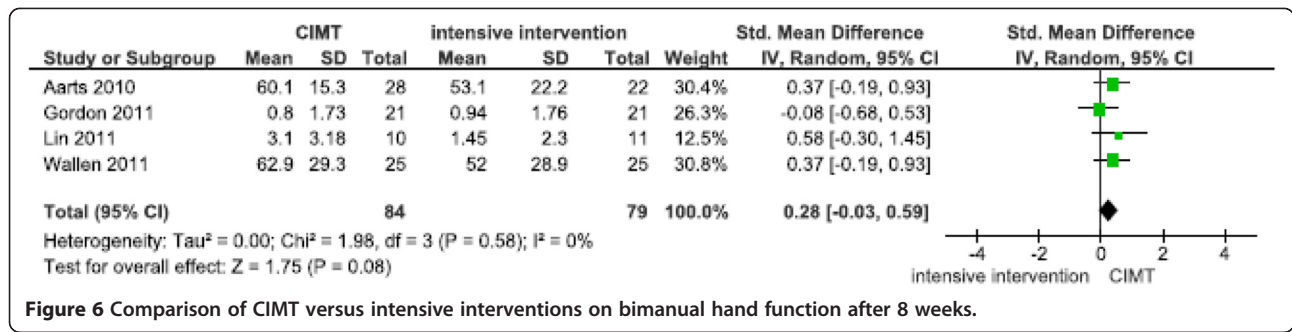 CIMT intensive intervention Std. Mean Difference Std. Mean Difference
Study or Subgroup Mean SD Total Mean SD Total Weight IV, Random, 95% CI IV, Random, 95% CI
Aarts 2010 60.1 15.3 28 53.1 22.2 22 30.4% 0.37 [-0.19, 0.93]
Gordon 2011 0.8 1.73 21 0.94 1.76 21 26.3% -0.08 [-0.68, 0.53]
Lin 2011 3.1 3.18 10 1.45 2.3 11 12.5% 0.58 [-0.30, 1.45]
Wallen 2011 62.9 29.3 25 52 28.9 25 30.8% 0.37 [-0.19, 0.93]
Total (95% CI) 84 79 100.0% 0.28 [-0.03, 0.59]
Heterogeneity: Tau² = 0.00; Chi² = 1.98, df = 3 (P = 0.58); I² = 0%
Test for overall effect: Z = 1.75 (P = 0.08)
-4 -2 0 2 4
intensive intervention CIMT
Figure 6 Comparison of CIMT versus intensive interventions on bimanual hand function after 8 weeks.